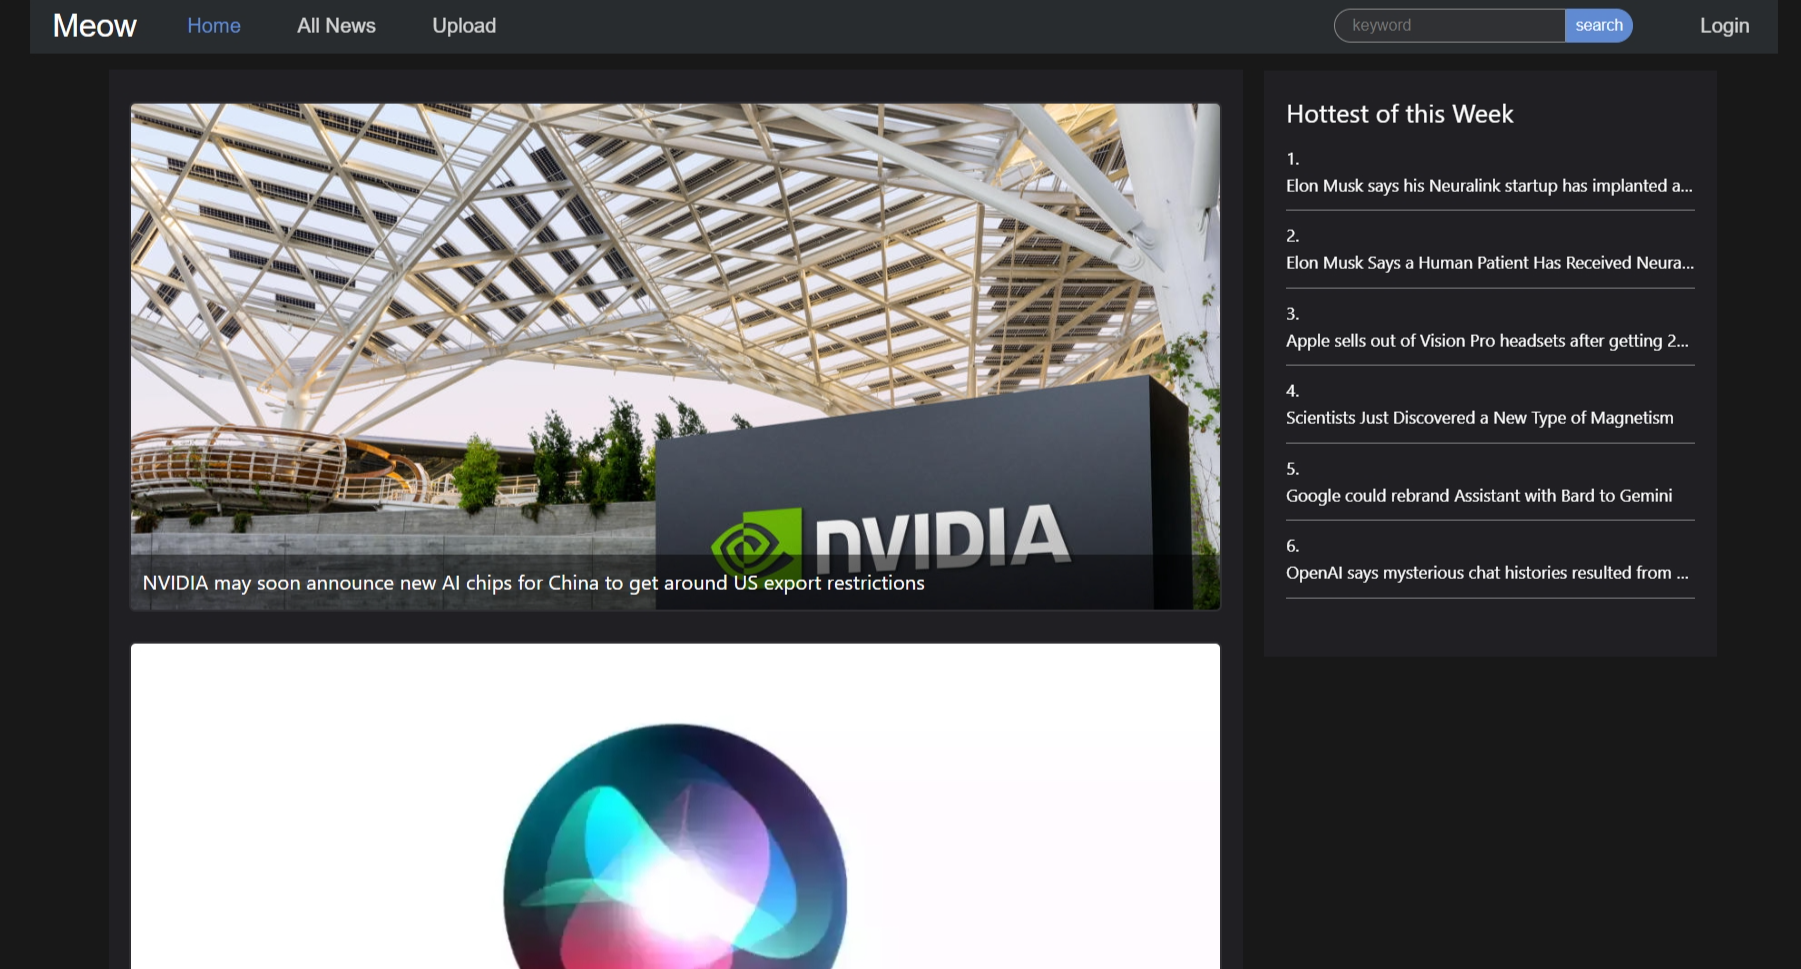 Meow Home All News Upload keyword search Login
NVIDIA
NVIDIA may soon announce new AI chips for China to get around US export restrictions
Hottest of this Week
1.
Elon Musk says his Neuralink startup has implanted a...
2.
Elon Musk Says a Human Patient Has Received Neura...
3.
Apple sells out of Vision Pro headsets after getting 2...
4.
Scientists Just Discovered a New Type of Magnetism
5.
Google could rebrand Assistant with Bard to Gemini
6.
OpenAI says mysterious chat histories resulted from ...